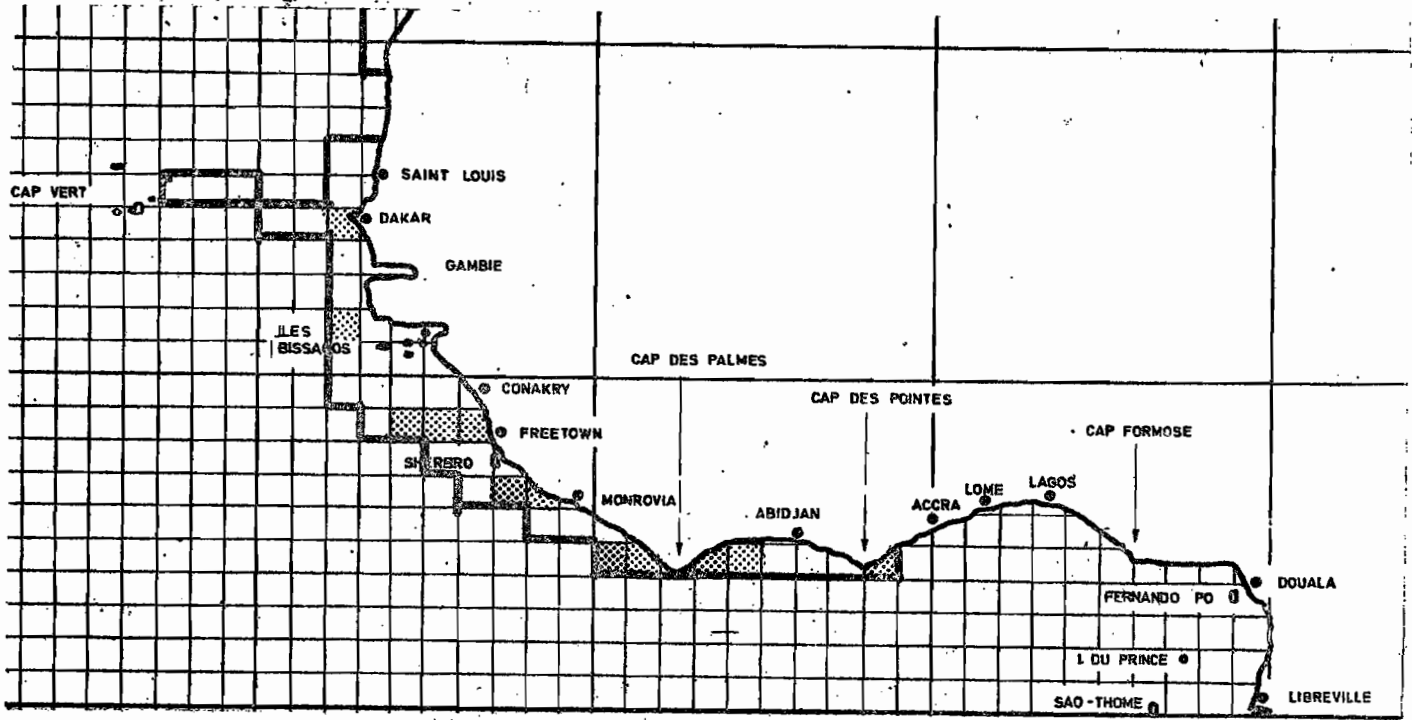 SAINT LOUIS
CAP VERT
DAKAR
GAMBIE
ILES
BISSAGOS
CAP DES PALMES
CONAKRY
CAP DES POINTES
FREETOWN
CAP FORMOSE
SHERBRO
MONROVIA
ABIDJAN
ACCRA
LOME
LAGOS
DOUALA
FERNANDO PO
I. DU PRINCE
SAO-THOME
LIBREVILLE